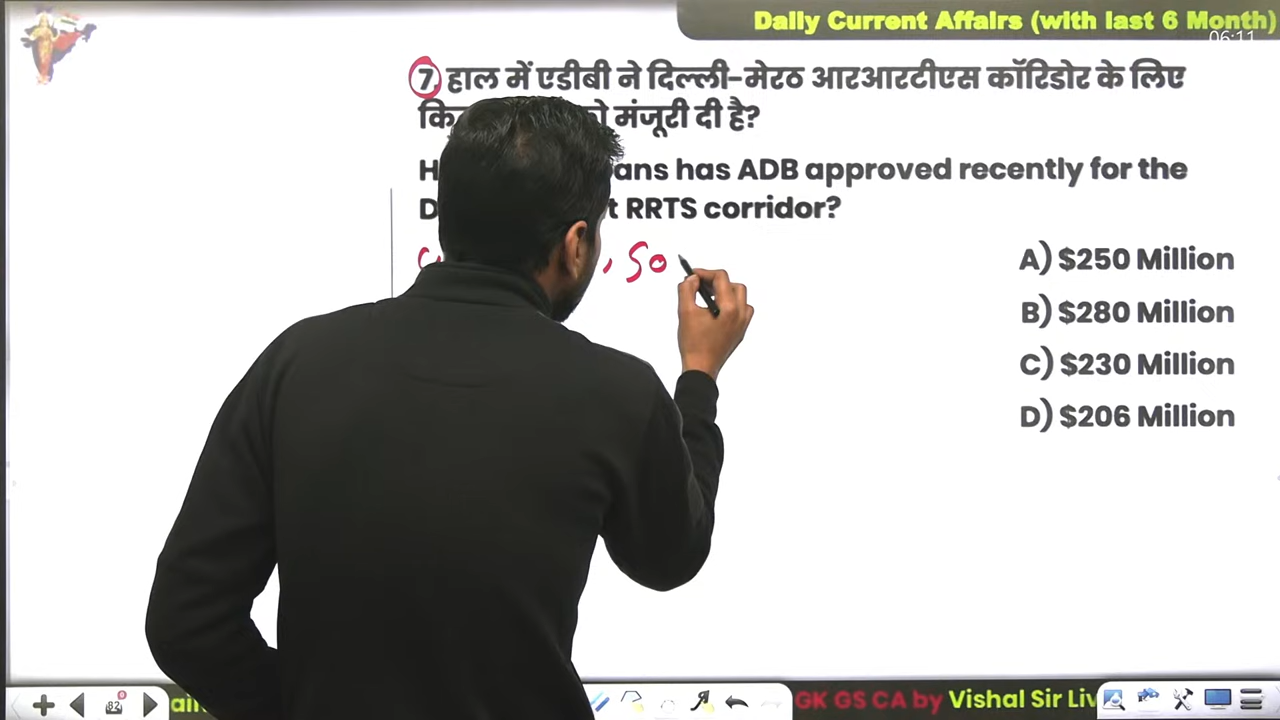 Daily Current Affairs (with last 6 Month)
06:11
7 हाल में एडीबी ने दिल्ली-मेरठ आरआरटीएस कॉरिडोर के लिए
मंजूरी दी है?
has ADB approved recently for the
RRTS corridor?
, So
A) $250 Million
B) $280 Million
C) $230 Million
D) $206 Million
82
GK GS CA by Vishal Sir Liv